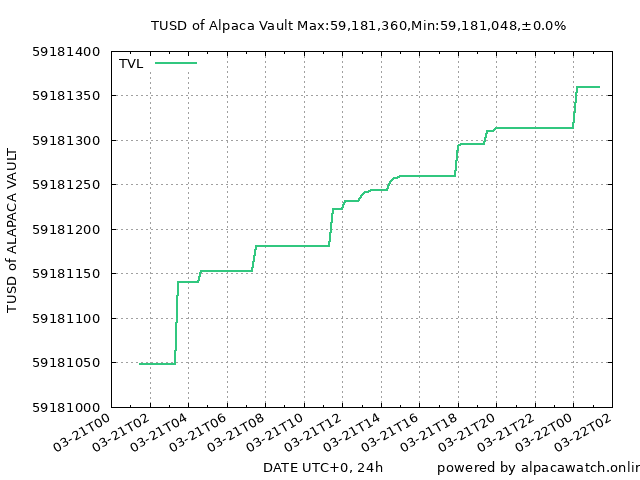 TUSD of Alpaca Vault Max:59,181,360,Min:59,181,048,±0.0%
TVL
59181400
59181350
59181300
59181250
59181200
59181150
59181100
59181050
59181000
TUSD of ALAPACA VAULT
03-21T00
03-21T02
03-21T04
03-21T06
03-21T08
03-21T10
03-21T12
03-21T14
03-21T16
03-21T18
03-21T20
03-21T22
03-22T00
03-22T02
DATE UTC+0, 24h
powered by alpacawatch.onlin